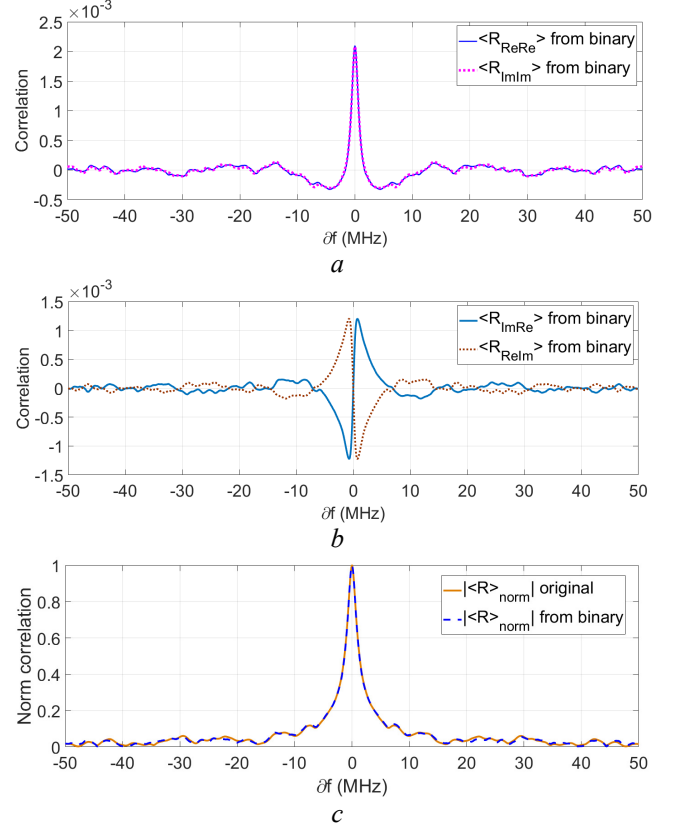 ×10⁻³
2.5
2
1.5
1
0.5
0
-0.5
Correlation
<R_ReRe> from binary
<R_ImIm> from binary
-50 -40 -30 -20 -10 0 10 20 30 40 50
∂f (MHz)
a
×10⁻³
1.5
1
0.5
0
-0.5
-1
-1.5
Correlation
<R_ImRe> from binary
<R_ReIm> from binary
-50 -40 -30 -20 -10 0 10 20 30 40 50
∂f (MHz)
b
1
0.8
0.6
0.4
0.2
0
Norm correlation
|<R>_norm| original
|<R>_norm| from binary
-50 -40 -30 -20 -10 0 10 20 30 40 50
∂f (MHz)
c